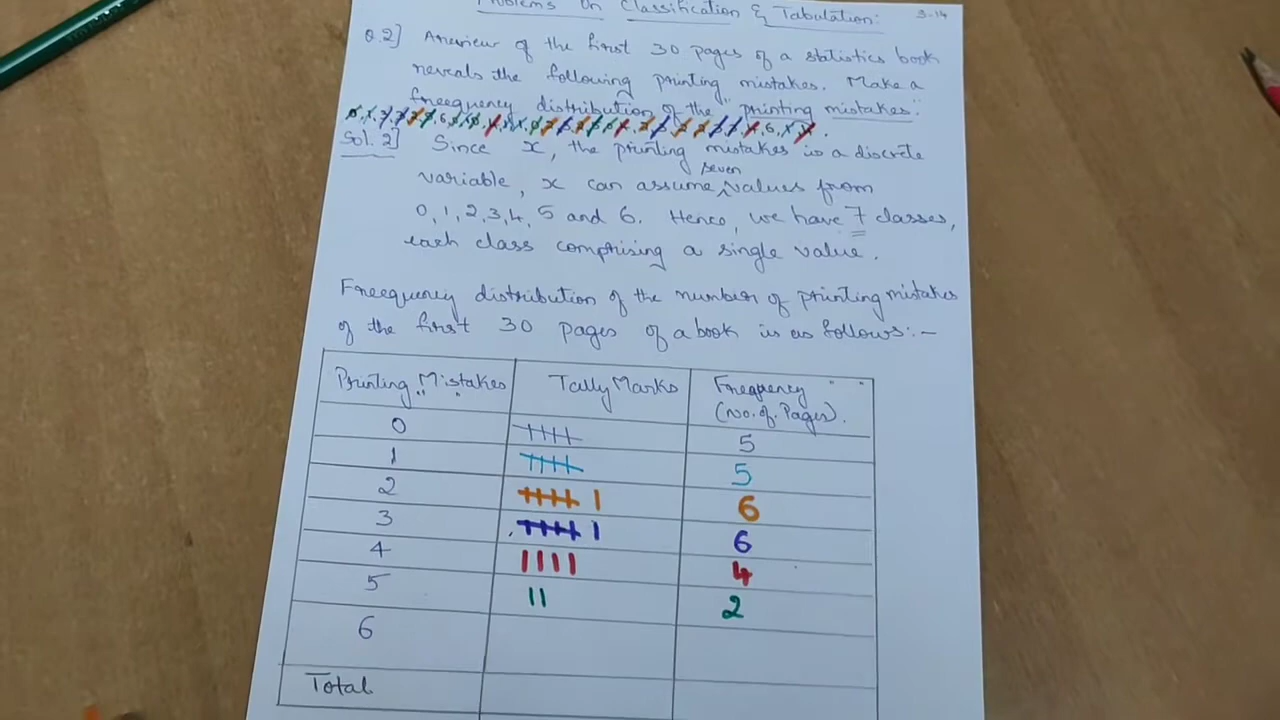 Problems On Classification & Tabulation:
3.14
Q.2] A review of the first 30 pages of a statistics book
reveals the following printing mistakes. Make a
freequency distribution of the "printing mistakes".
Sol. 2] Since x, the printing mistakes is a discrete
seven
variable, x can assume values from
0, 1, 2, 3, 4, 5 and 6. Hence, we have 7 classes,
each class comprising a single value.
Freequency distribution of the number of printing mistakes
of the first 30 pages of a book is as follows:-
Printing Mistakes Tally Marks Frequency
(No. of. Pages).
0 5
1 5
2 6
3 6
4 4
5 2
6
Total